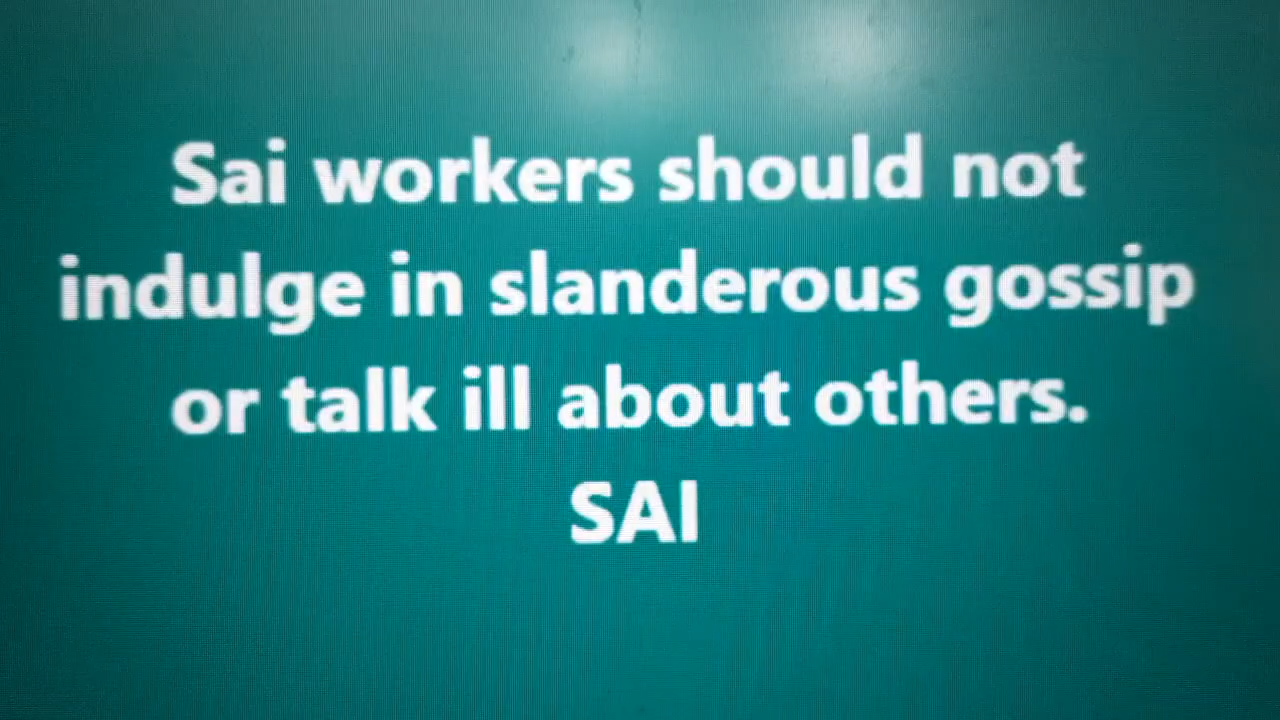 Sai workers should not
indulge in slanderous gossip
or talk ill about others.
SAI